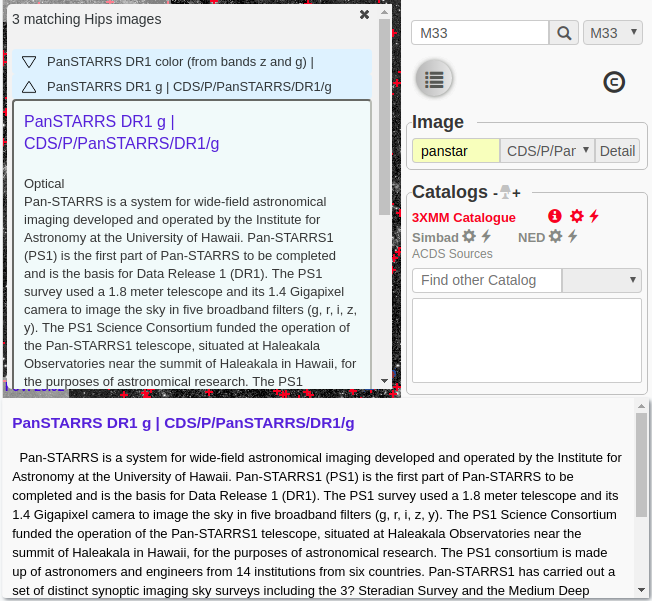 3 matching Hips images
PanSTARRS DR1 color (from bands z and g) |
PanSTARRS DR1 g | CDS/P/PanSTARRS/DR1/g
PanSTARRS DR1 g |
CDS/P/PanSTARRS/DR1/g
Optical
Pan-STARRS is a system for wide-field astronomical
imaging developed and operated by the Institute for
Astronomy at the University of Hawaii. Pan-STARRS1
(PS1) is the first part of Pan-STARRS to be completed
and is the basis for Data Release 1 (DR1). The PS1
survey used a 1.8 meter telescope and its 1.4 Gigapixel
camera to image the sky in five broadband filters (g, r, i, z,
y). The PS1 Science Consortium funded the operation of
the Pan-STARRS1 telescope, situated at Haleakala
Observatories near the summit of Haleakala in Hawaii, for
the purposes of astronomical research. The PS1
M33
M33
Image
panstar
CDS/P/Par
Detail
Catalogs -+
3XMM Catalogue
Simbad
NED
ACDS Sources
Find other Catalog
PanSTARRS DR1 g | CDS/P/PanSTARRS/DR1/g
Pan-STARRS is a system for wide-field astronomical imaging developed and operated by the Institute for
Astronomy at the University of Hawaii. Pan-STARRS1 (PS1) is the first part of Pan-STARRS to be
completed and is the basis for Data Release 1 (DR1). The PS1 survey used a 1.8 meter telescope and its
1.4 Gigapixel camera to image the sky in five broadband filters (g, r, i, z, y). The PS1 Science Consortium
funded the operation of the Pan-STARRS1 telescope, situated at Haleakala Observatories near the
summit of Haleakala in Hawaii, for the purposes of astronomical research. The PS1 consortium is made
up of astronomers and engineers from 14 institutions from six countries. Pan-STARRS1 has carried out a
set of distinct synoptic imaging sky surveys including the 3? Steradian Survey and the Medium Deep